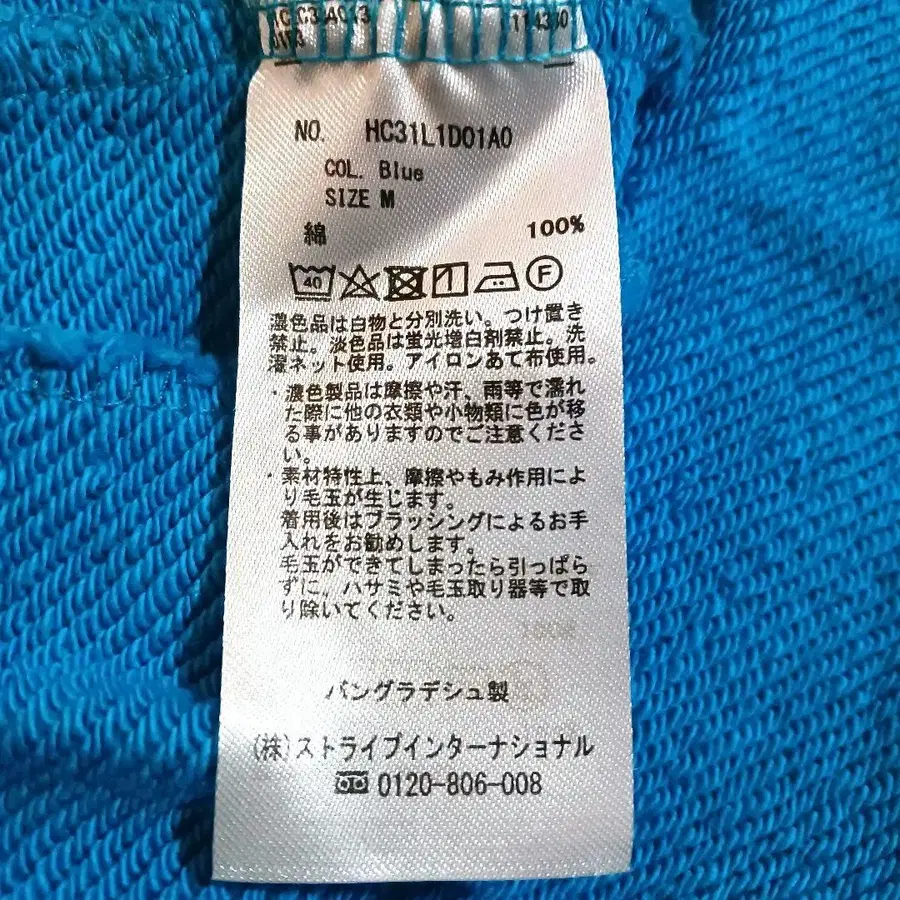 NO. HC31L1D01A0
COL. Blue
SIZE M
綿 100%
40 F
濃色品は白物と分別洗い。つけ置き
禁止。淡色品は蛍光増白剤禁止。洗
濯ネット使用。アイロンあて布使用。
・濃色製品は摩擦や汗、雨等で濡れ
た際に他の衣類や小物類に色が移
る事がありますのでご注意くださ
い。
・素材特性上、摩擦やもみ作用によ
り毛玉が生じます。
着用後はブラッシングによるお手
入れをお勧めします。
毛玉ができてしまったら引っぱら
ずに。ハサミや毛玉取り器等で取
り除いてください。
バングラデシュ製
(株)ストライプインターナショナル
0120-806-008